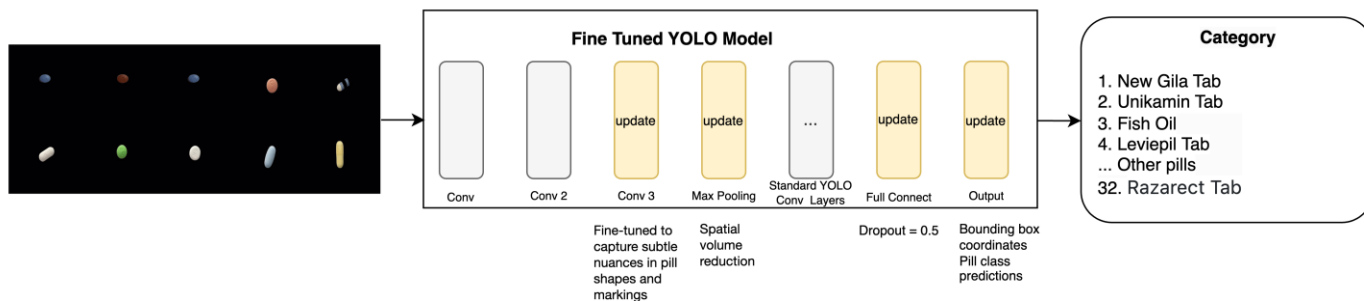 Fine Tuned YOLO Model
update
update
...
update
update
Conv
Conv 2
Conv 3
Max Pooling
Standard YOLO
Conv Layers
Full Connect
Output
Fine-tuned to
capture subtle
nuances in pill
shapes and
markings
Spatial
volume
reduction
Dropout = 0.5
Bounding box
coordinates
Pill class
predictions
Category
1. New Gila Tab
2. Unikamin Tab
3. Fish Oil
4. Leviepil Tab
... Other pills
32. Razarect Tab